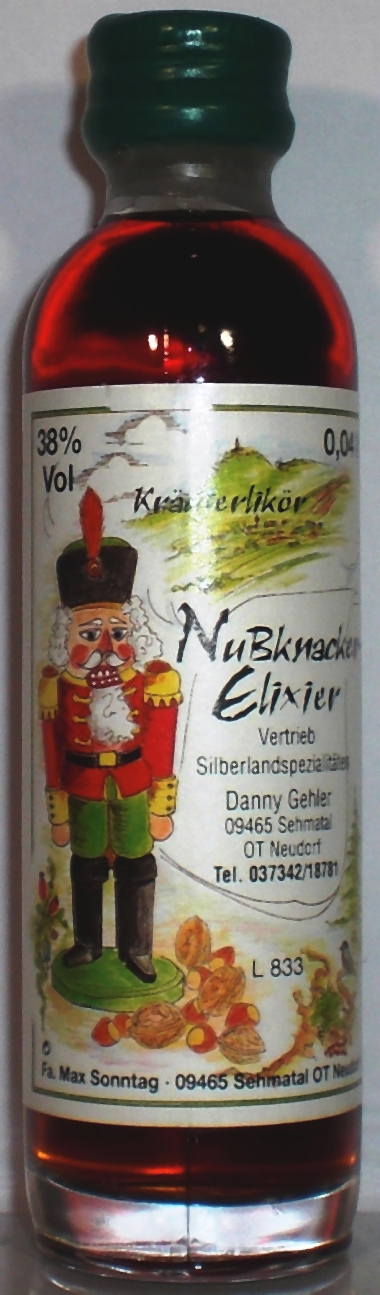 38% Vol
0,04
Kräuterlikör
Nußknacker
Elixier
Vertrieb
Silberlandspezialitäten
Danny Gehler
09465 Sehmatal
OT Neudorf
Tel. 037342/18781
L 833
Fa. Max Sonntag · 09465 Sehmatal OT Neudorf